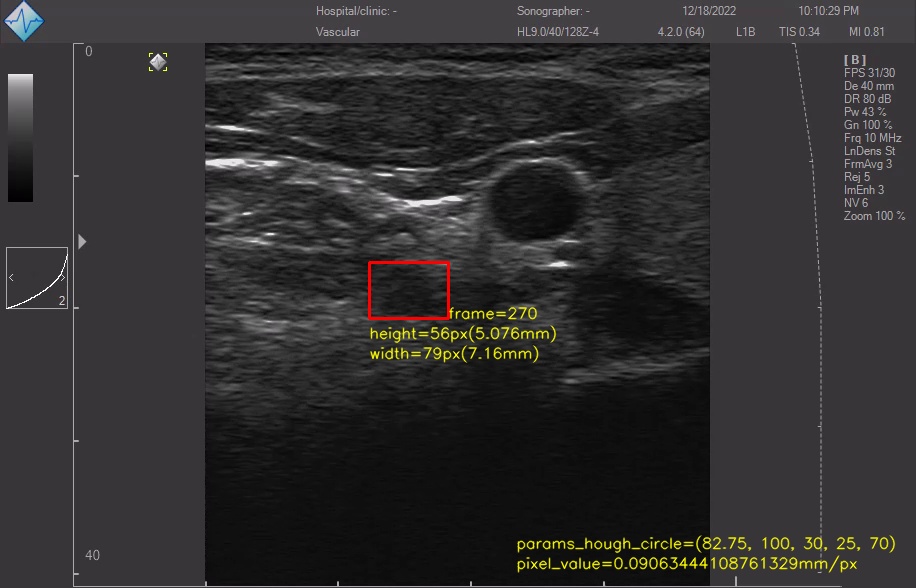 Hospital/clinic: - Sonographer: - 12/18/2022 10:10:29 PM
Vascular HL9.0/40/128Z-4 4.2.0 (64) L1B TIS 0.34 MI 0.81
0
[ B ]
FPS 31/30
De 40 mm
DR 80 dB
Pw 43 %
Gn 100 %
Frq 10 MHz
LnDens St
FrmAvg 3
Rej 5
ImEnh 3
NV 6
Zoom 100 %
2
frame=270
height=56px(5.076mm)
width=79px(7.16mm)
40
params_hough_circle=(82.75, 100, 30, 25, 70)
pixel_value=0.09063444108761329mm/px